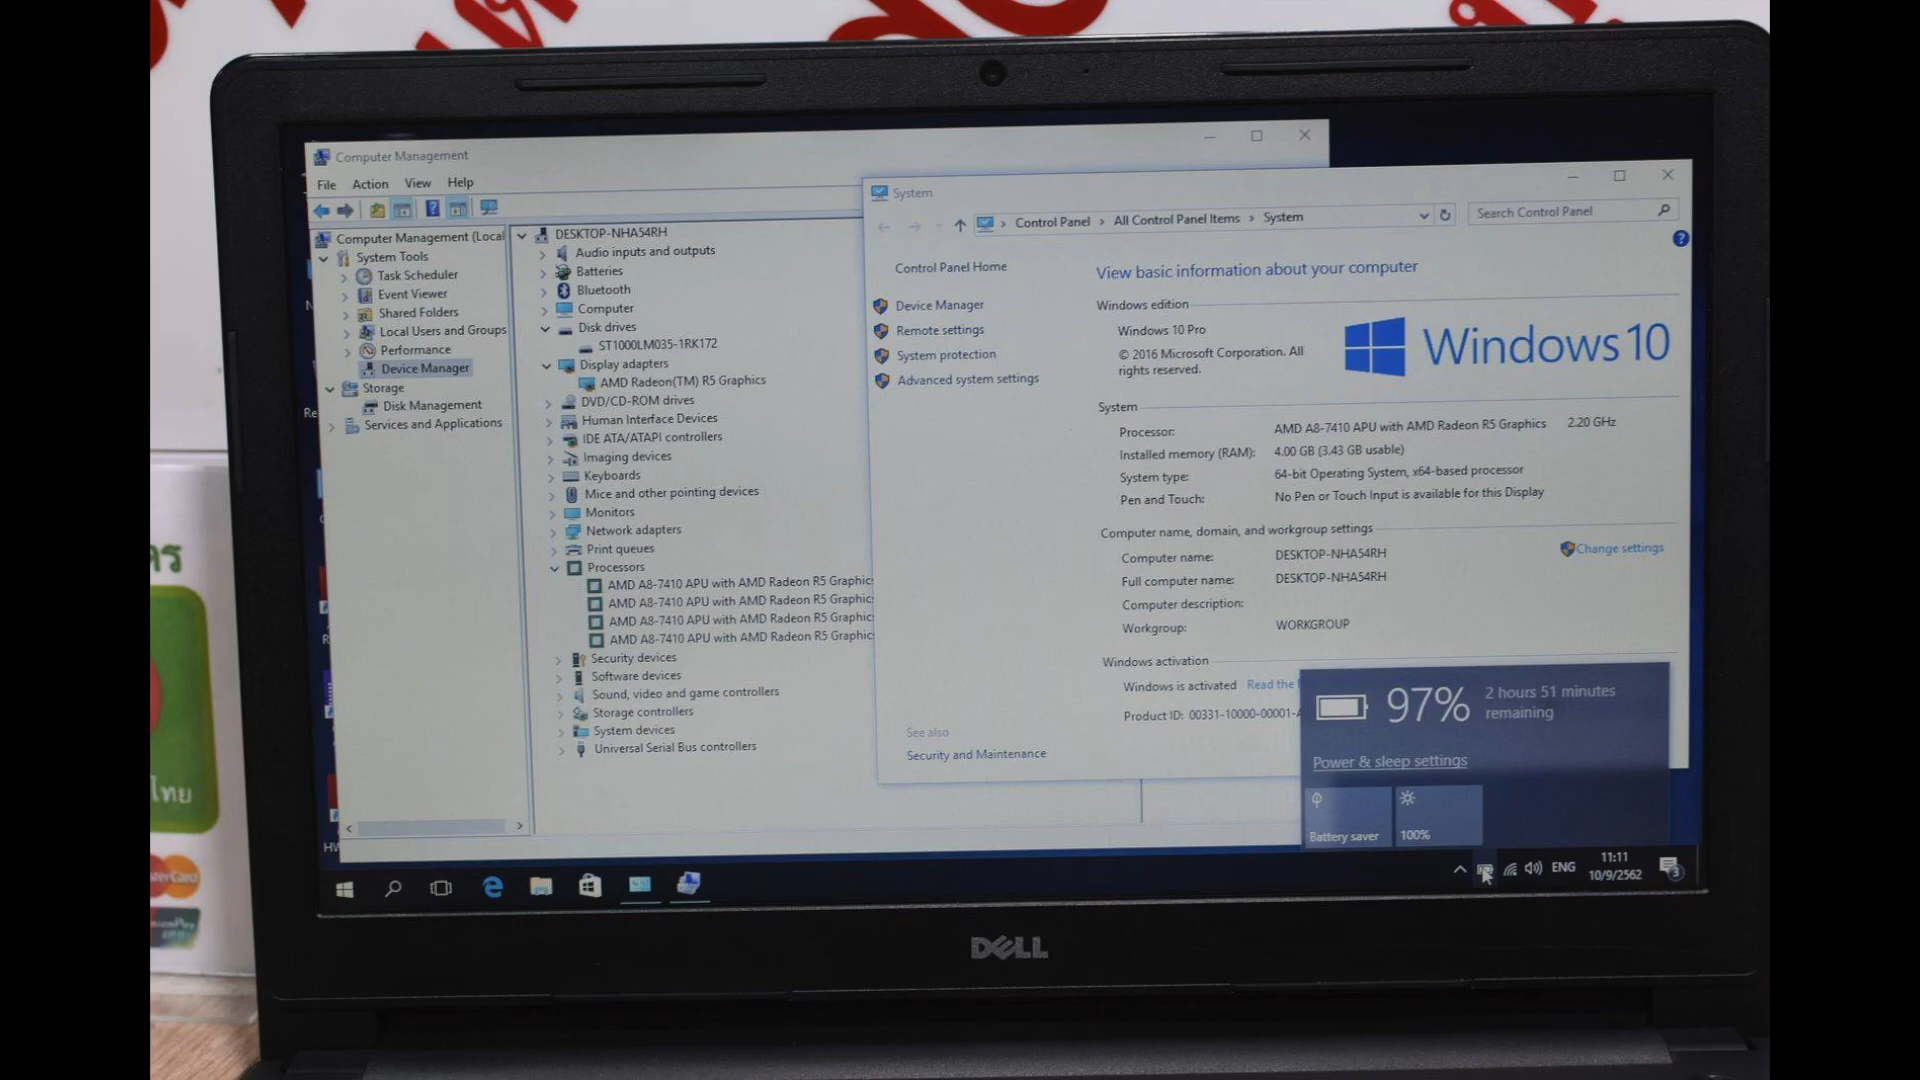 Computer Management
File Action View Help
Computer Management (Local
System Tools
Task Scheduler
Event Viewer
Shared Folders
Local Users and Groups
Performance
Device Manager
Storage
Disk Management
Services and Applications
DESKTOP-NHA54RH
Audio inputs and outputs
Batteries
Bluetooth
Computer
Disk drives
ST1000LM035-1RK172
Display adapters
AMD Radeon(TM) R5 Graphics
DVD/CD-ROM drives
Human Interface Devices
IDE ATA/ATAPI controllers
Imaging devices
Keyboards
Mice and other pointing devices
Monitors
Network adapters
Print queues
Processors
AMD A8-7410 APU with AMD Radeon R5 Graphics
AMD A8-7410 APU with AMD Radeon R5 Graphics
AMD A8-7410 APU with AMD Radeon R5 Graphics
AMD A8-7410 APU with AMD Radeon R5 Graphics
Security devices
Software devices
Sound, video and game controllers
Storage controllers
System devices
Universal Serial Bus controllers
System
Control Panel > All Control Panel Items > System
Search Control Panel
Control Panel Home
Device Manager
Remote settings
System protection
Advanced system settings
See also
Security and Maintenance
View basic information about your computer
Windows edition
Windows 10 Pro
© 2016 Microsoft Corporation. All
rights reserved.
Windows 10
System
Processor: AMD A8-7410 APU with AMD Radeon R5 Graphics 2.20 GHz
Installed memory (RAM): 4.00 GB (3.43 GB usable)
System type: 64-bit Operating System, x64-based processor
Pen and Touch: No Pen or Touch Input is available for this Display
Computer name, domain, and workgroup settings
Computer name: DESKTOP-NHA54RH
Change settings
Full computer name: DESKTOP-NHA54RH
Computer description:
Workgroup: WORKGROUP
Windows activation
Windows is activated Read the
Product ID: 00331-10000-00001-A
97%
2 hours 51 minutes
remaining
Power & sleep settings
Battery saver
100%
ENG
11:11
10/9/2562
3
DELL
ไทย